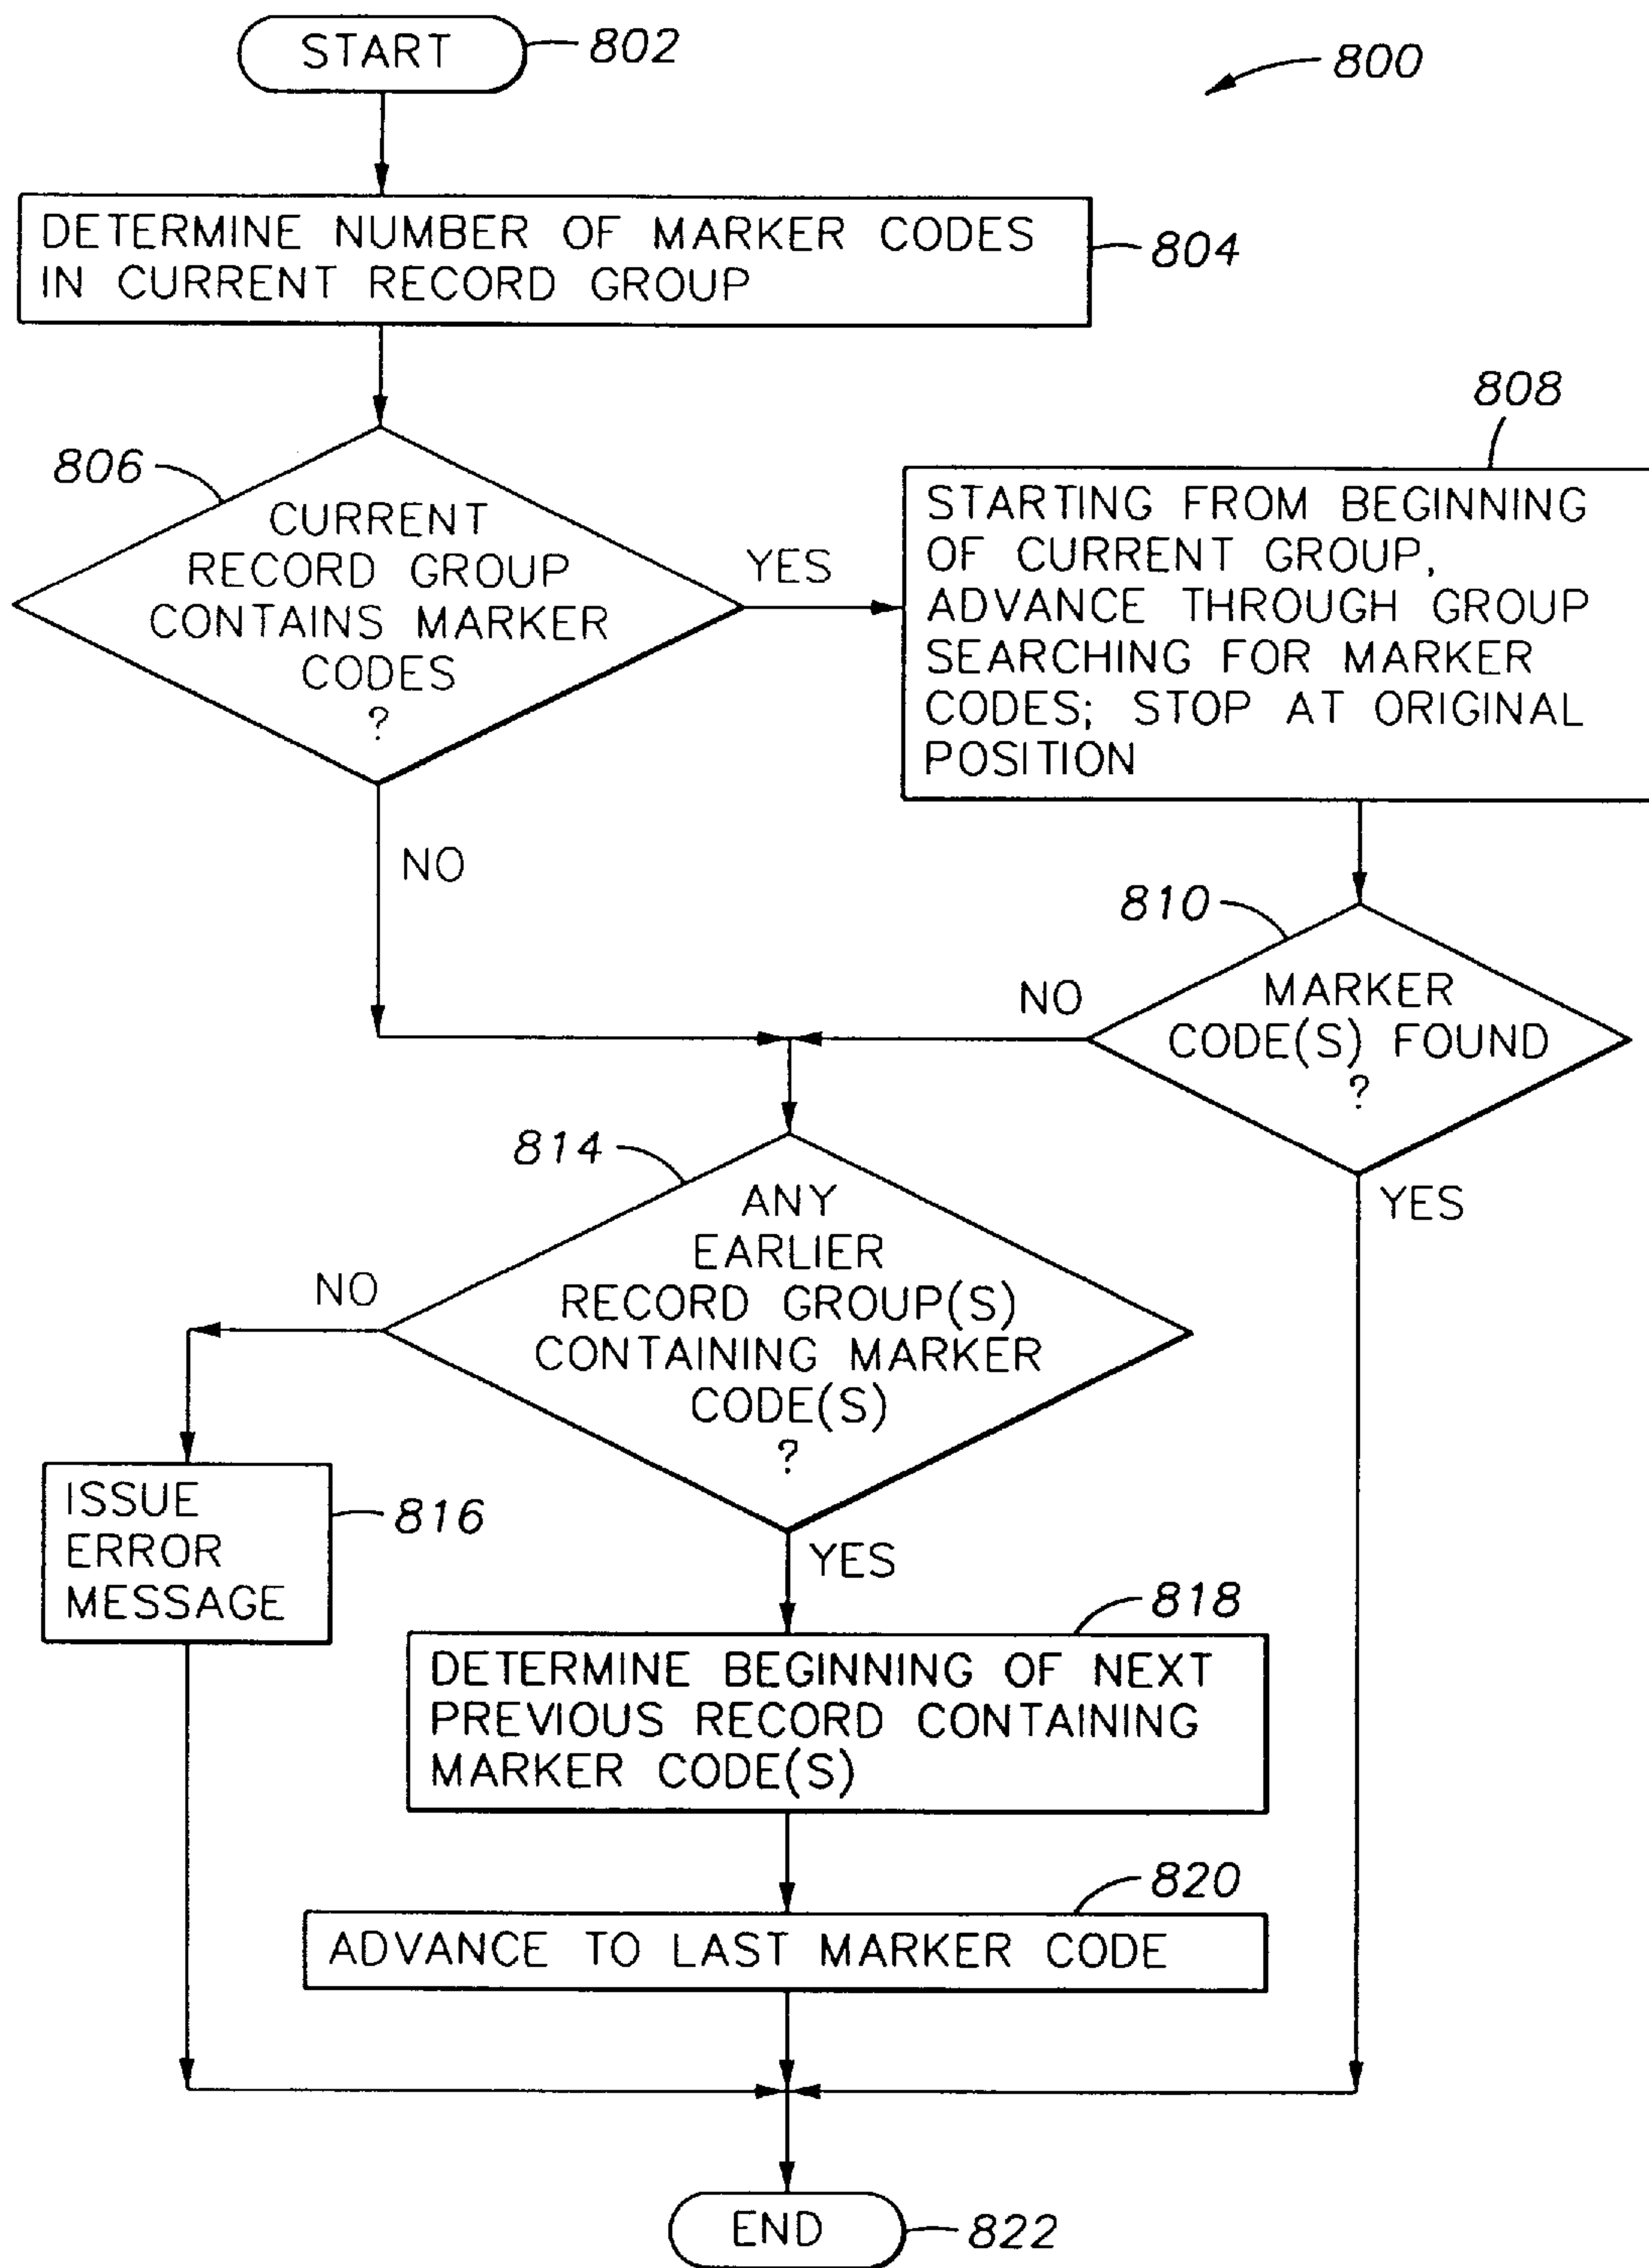 START
802
800
DETERMINE NUMBER OF MARKER CODES
IN CURRENT RECORD GROUP
804
806
CURRENT
RECORD GROUP
CONTAINS MARKER
CODES
?
YES
NO
808
STARTING FROM BEGINNING
OF CURRENT GROUP,
ADVANCE THROUGH GROUP
SEARCHING FOR MARKER
CODES; STOP AT ORIGINAL
POSITION
810
MARKER
CODE(S) FOUND
?
NO
YES
814
ANY
EARLIER
RECORD GROUP(S)
CONTAINING MARKER
CODE(S)
?
NO
YES
ISSUE
ERROR
MESSAGE
816
818
DETERMINE BEGINNING OF NEXT
PREVIOUS RECORD CONTAINING
MARKER CODE(S)
820
ADVANCE TO LAST MARKER CODE
END
822